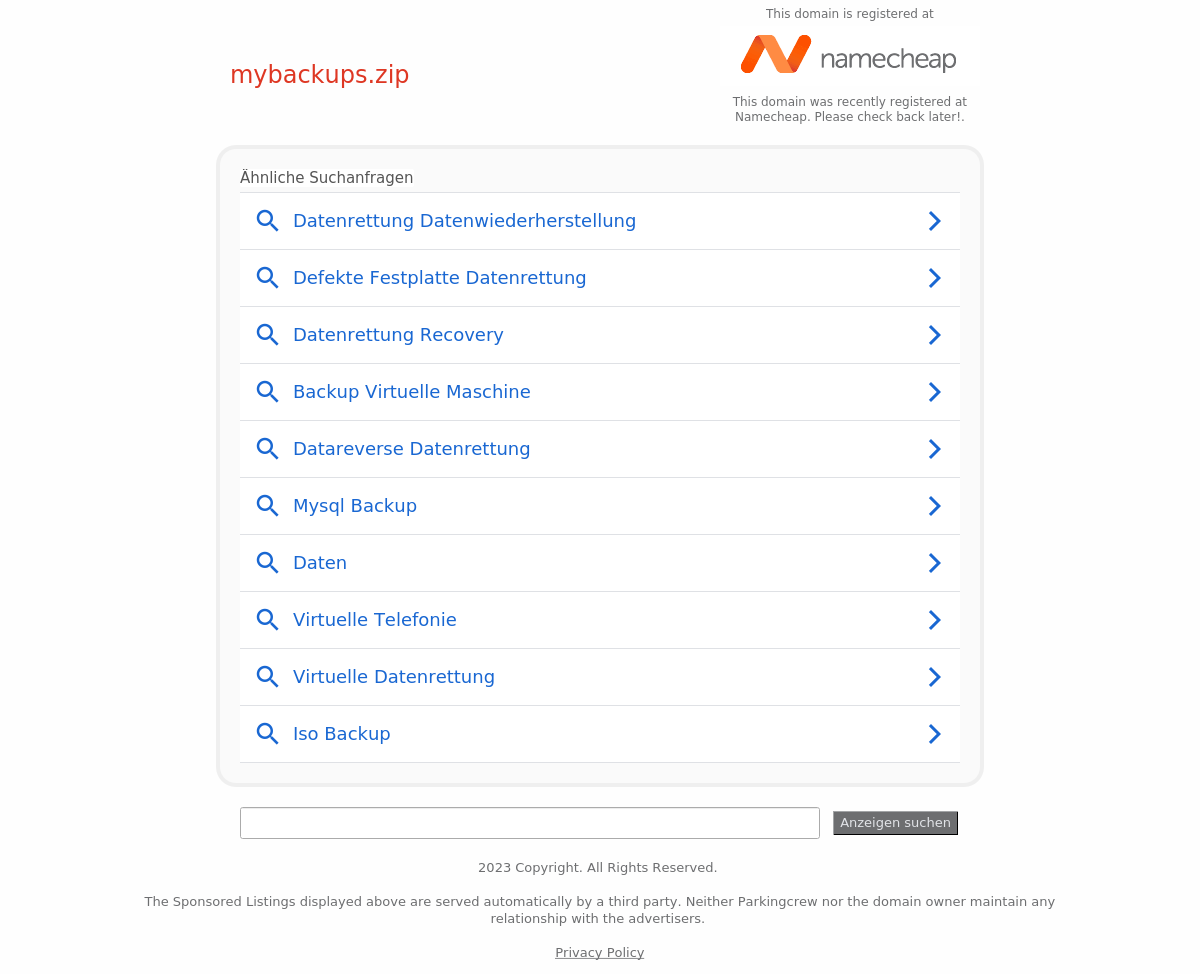 This domain is registered at
namecheap
mybackups.zip
This domain was recently registered at
Namecheap. Please check back later!.
Ähnliche Suchanfragen
Datenrettung Datenwiederherstellung
Defekte Festplatte Datenrettung
Datenrettung Recovery
Backup Virtuelle Maschine
Datareverse Datenrettung
Mysql Backup
Daten
Virtuelle Telefonie
Virtuelle Datenrettung
Iso Backup
Anzeigen suchen
2023 Copyright. All Rights Reserved.
The Sponsored Listings displayed above are served automatically by a third party. Neither Parkingcrew nor the domain owner maintain any
relationship with the advertisers.
Privacy Policy